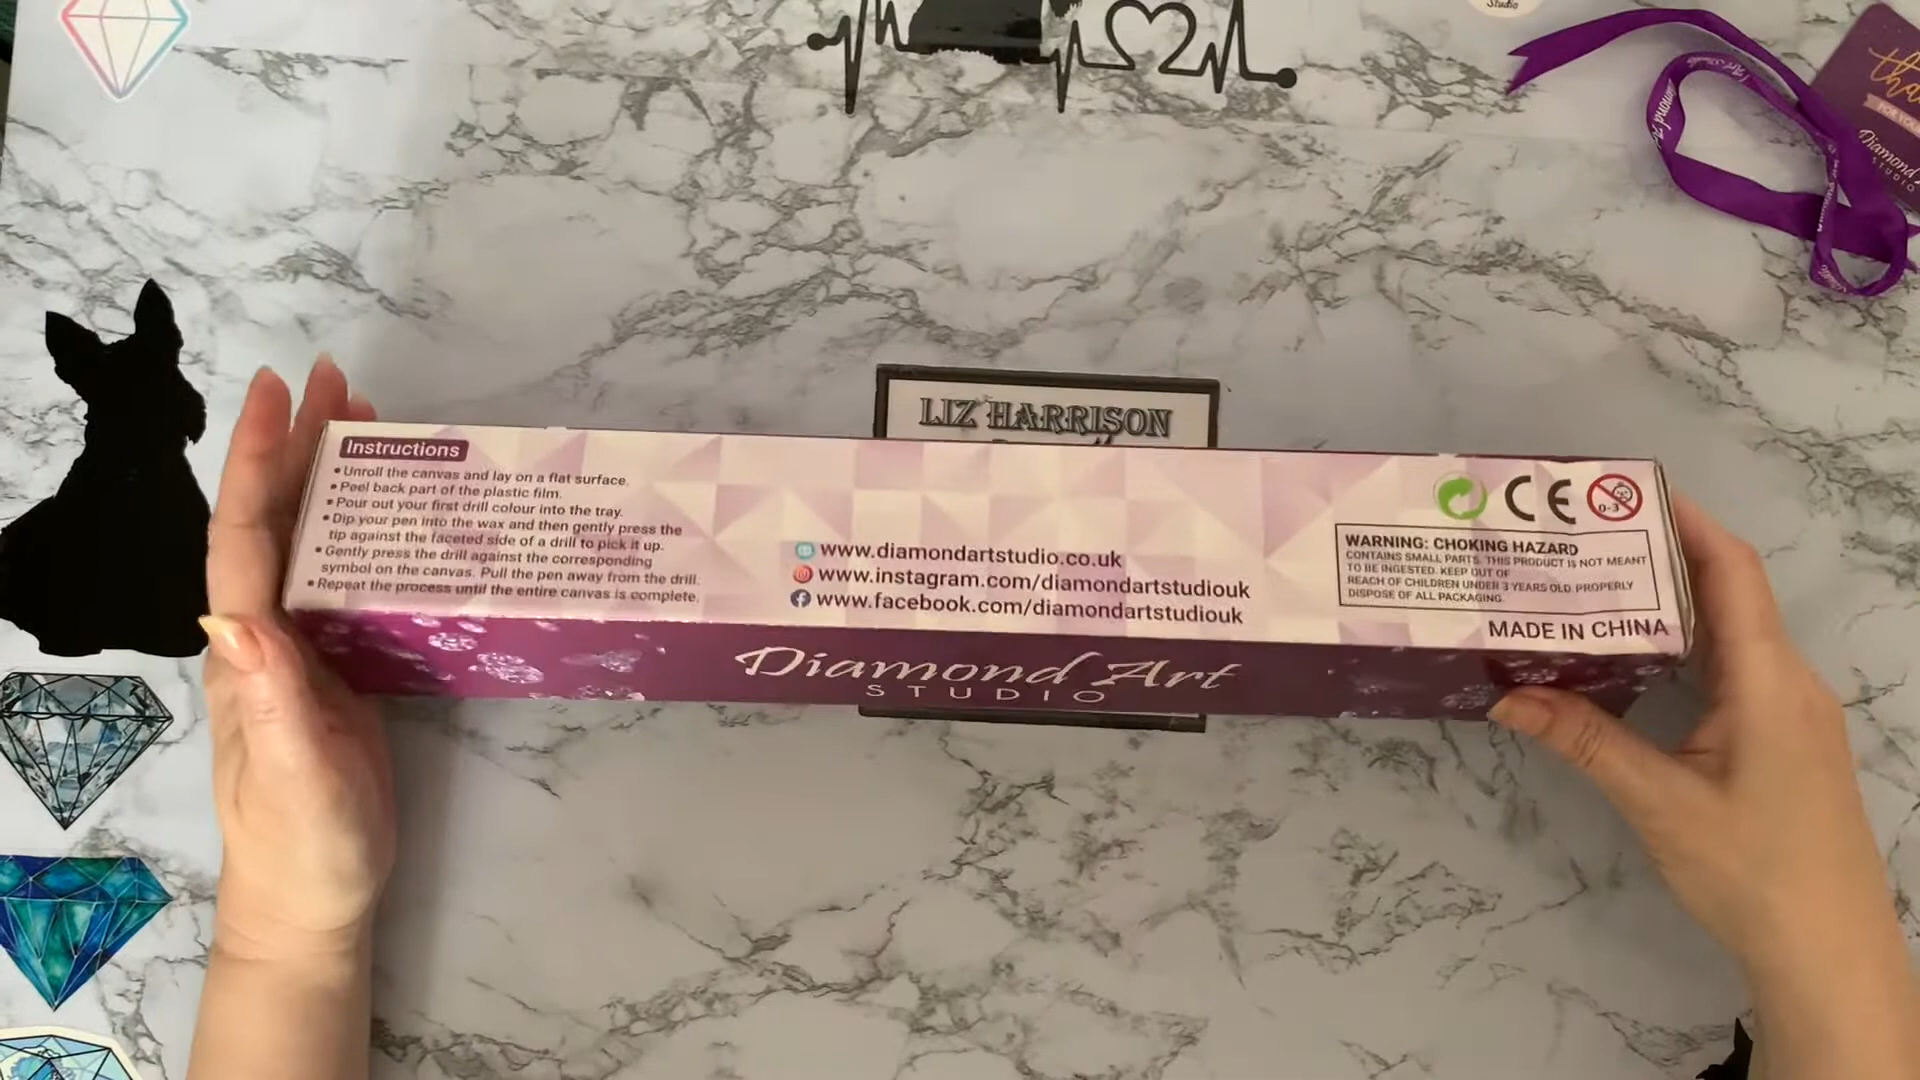 Studio
tha
FOR YOU
Diamond
STUDIO
LIZ HARRISON
Instructions
•Unroll the canvas and lay on a flat surface.
•Peel back part of the plastic film.
•Pour out your first drill colour into the tray.
•Dip your pen into the wax and then gently press the
tip against the faceted side of a drill to pick it up.
•Gently press the drill against the corresponding
symbol on the canvas. Pull the pen away from the drill.
•Repeat the process until the entire canvas is complete.
www.diamondartstudio.co.uk
www.instagram.com/diamondartstudiouk
www.facebook.com/diamondartstudiouk
CE
0-3
WARNING: CHOKING HAZARD
CONTAINS SMALL PARTS. THIS PRODUCT IS NOT MEANT
TO BE INGESTED. KEEP OUT OF
REACH OF CHILDREN UNDER 3 YEARS OLD. PROPERLY
DISPOSE OF ALL PACKAGING.
MADE IN CHINA
Diamond Art
STUDIO